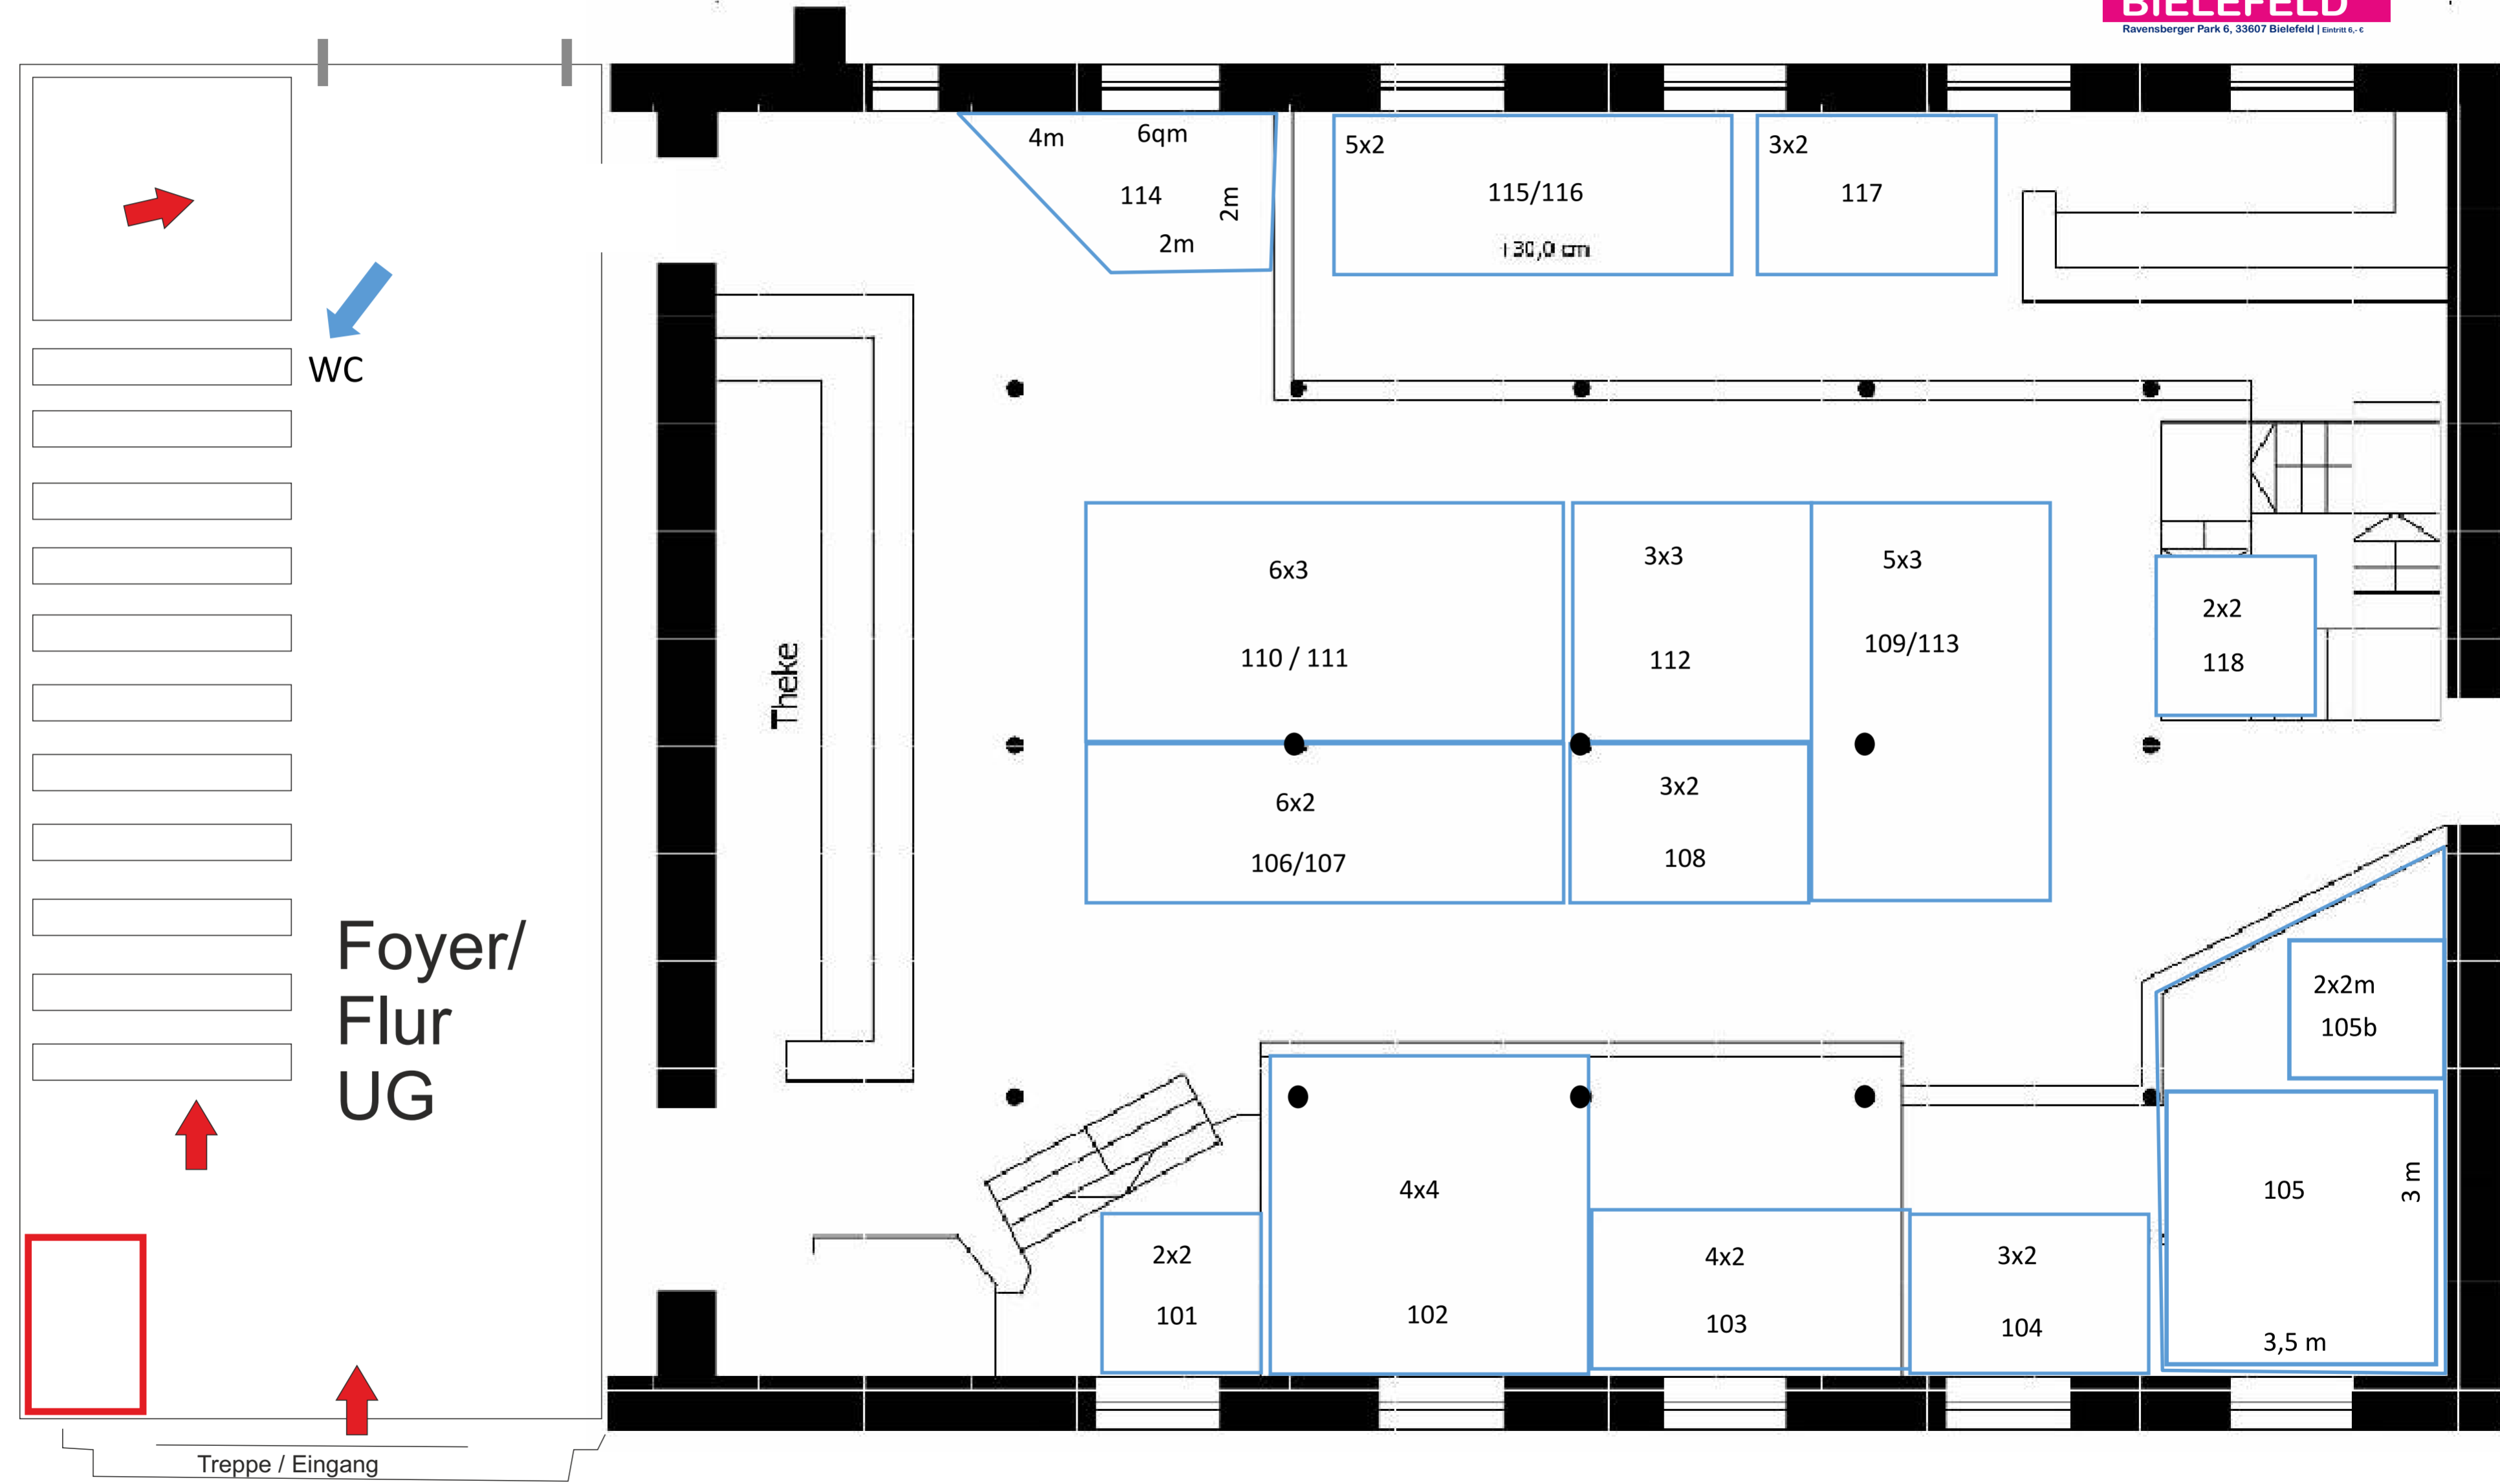 BIELEFELD
Ravensberger Park 6, 33607 Bielefeld | Eintritt 6,- €
4m
6qm
114
2m
2m
5x2
115/116
30,0 cm
3x2
117
WC
6x3
110 / 111
3x3
112
5x3
109/113
2x2
118
Theke
6x2
106/107
3x2
108
Foyer/
Flur
UG
2x2m
105b
4x4
102
105
3 m
3,5 m
2x2
101
4x2
103
3x2
104
Treppe / Eingang